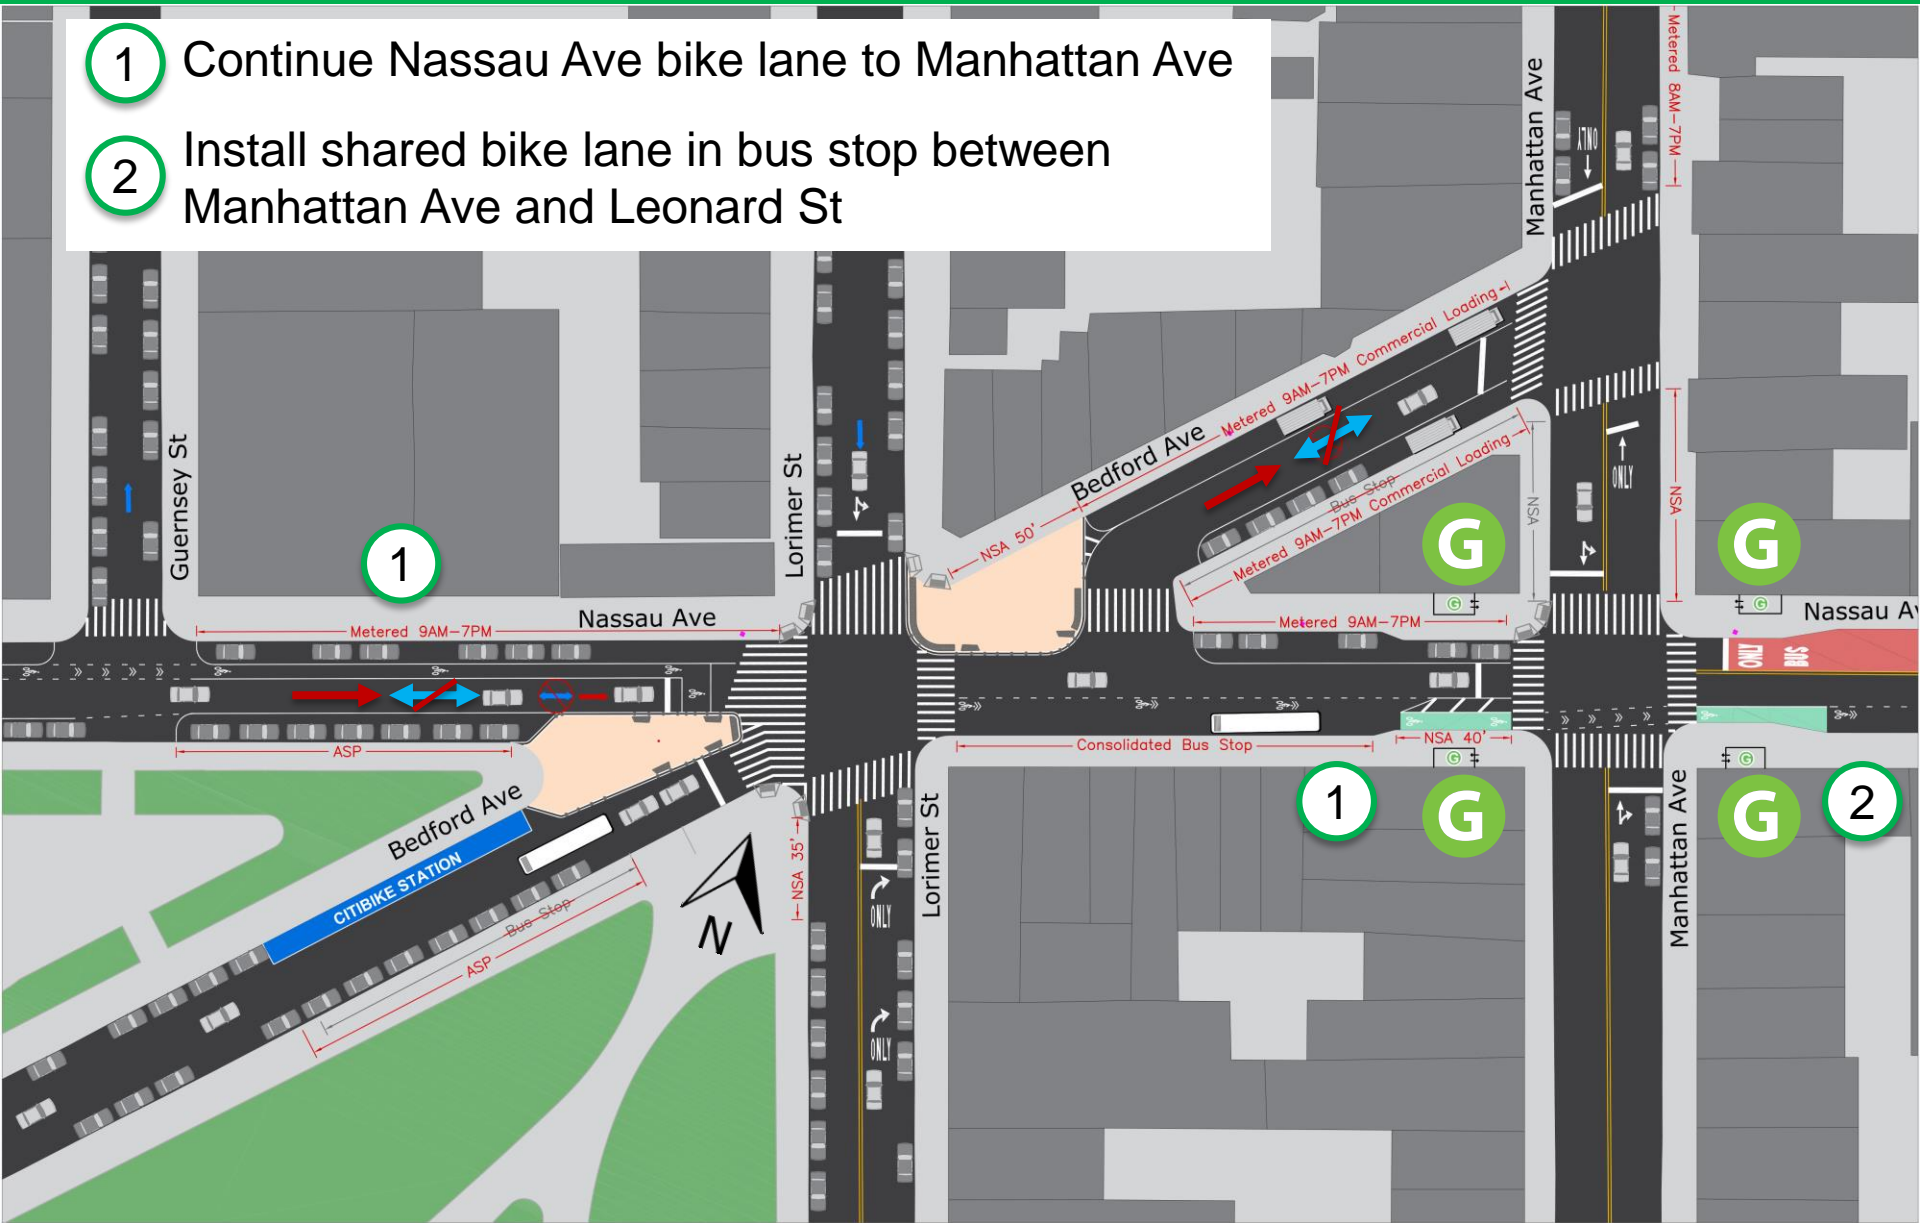 1
Continue Nassau Ave bike lane to Manhattan Ave
2
Install shared bike lane in bus stop between
Manhattan Ave and Leonard St
Metered 8AM-7PM
Manhattan Ave
ONLY
Metered 9AM-7PM Commercial Loading
Guernsey St
Lorimer St
Bedford Ave
Bus Stop
Metered 9AM-7PM Commercial Loading
ONLY
NSA
NSA
NSA 50'
G
G
1
G
G
Nassau Ave
Metered 9AM-7PM
Metered 9AM-7PM
Nassau Av
ONLY
BUS
ASP
Consolidated Bus Stop
NSA 40'
G
G
1
G
G
2
Bedford Ave
CITIBIKE STATION
NSA 35'
Lorimer St
Manhattan Ave
ONLY
Bus Stop
ASP
N
ONLY